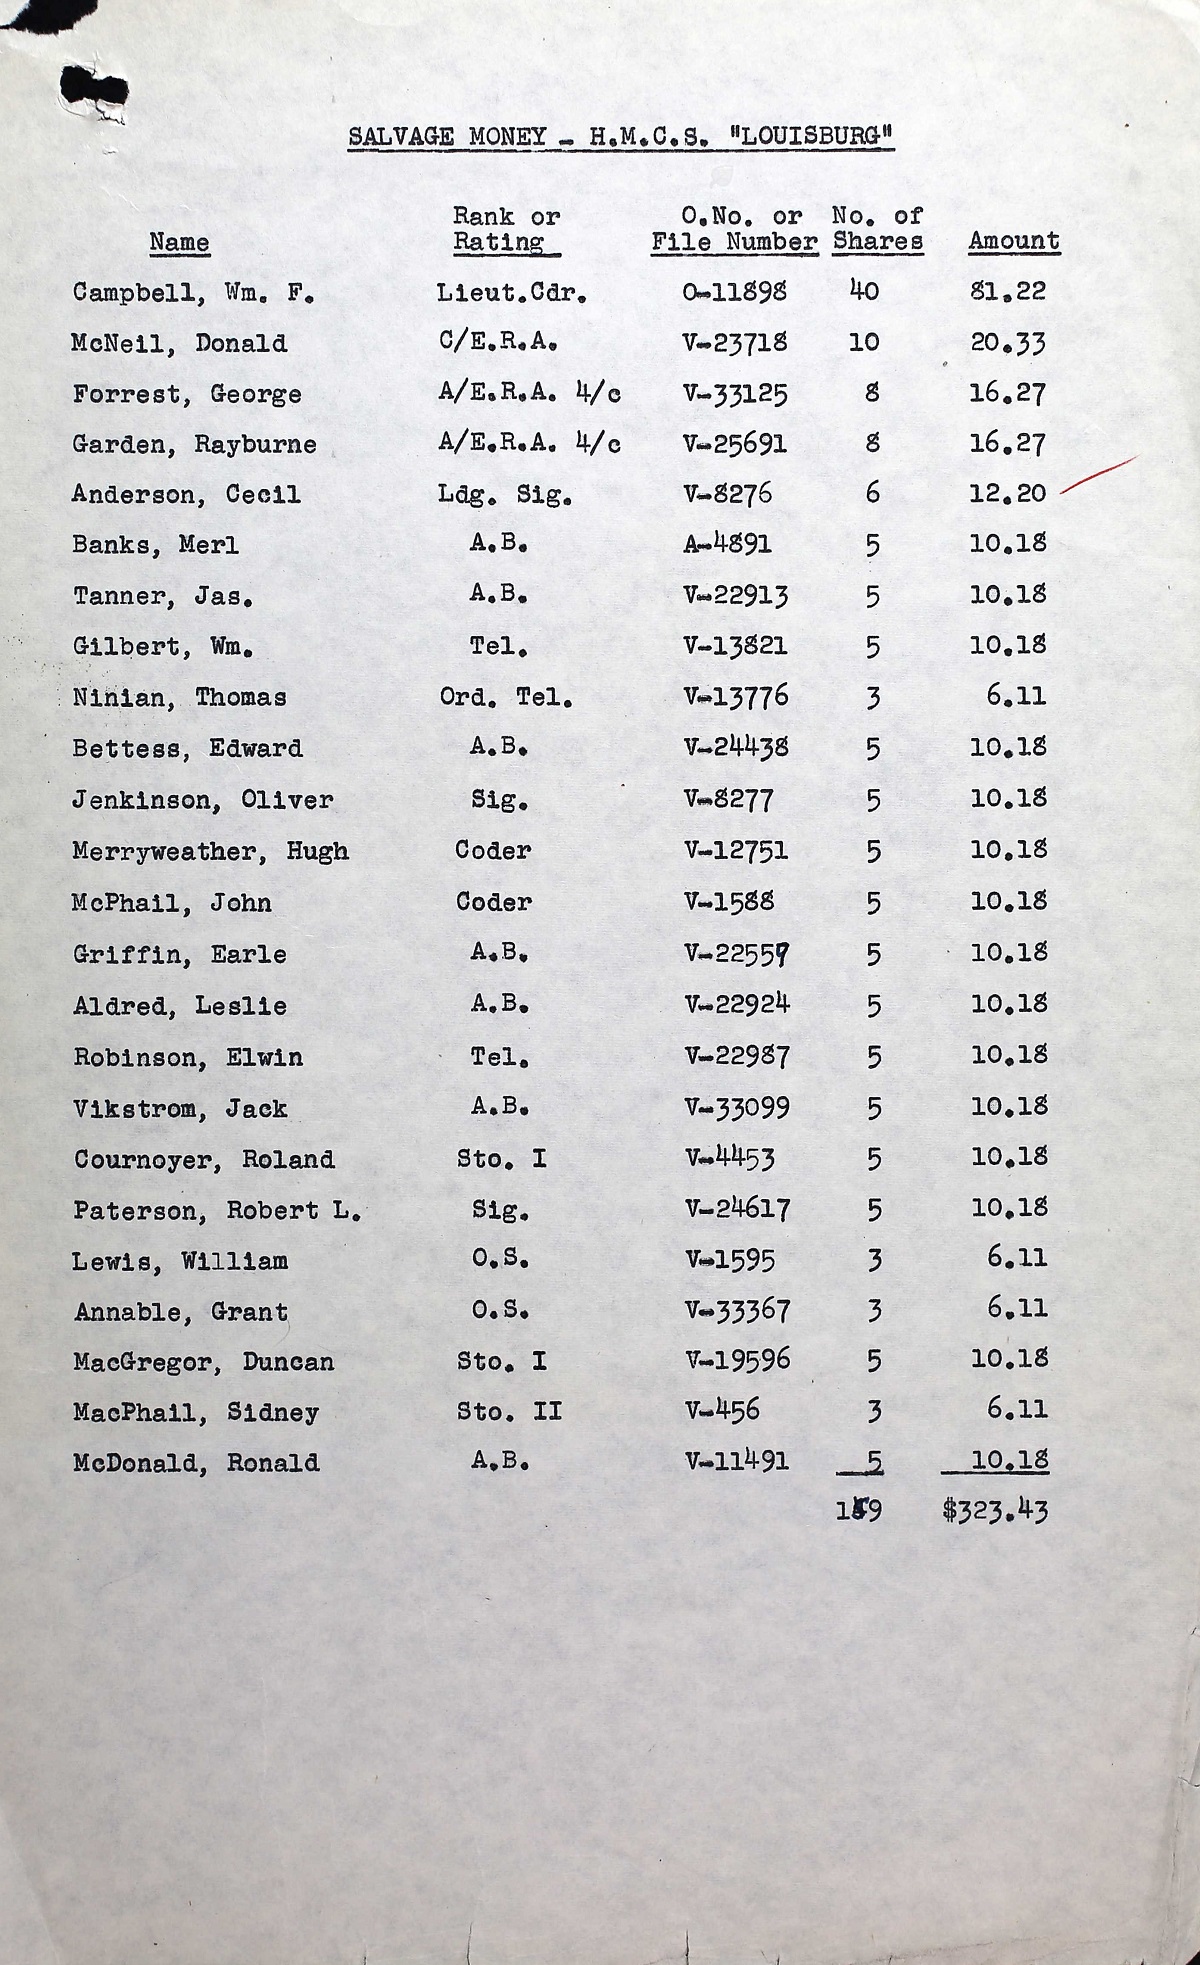 SALVAGE MONEY - H.M.C.S. "LOUISBURG"
Name Rank or Rating O.No. or File Number No. of Shares Amount
Campbell, Wm. F. Lieut.Cdr. O-11898 40 81.22
McNeil, Donald C/E.R.A. V-23718 10 20.33
Forrest, George A/E.R.A. 4/c V-33125 8 16.27
Garden, Rayburne A/E.R.A. 4/c V-25691 8 16.27
Anderson, Cecil Ldg. Sig. V-8276 6 12.20
Banks, Merl A.B. A-4891 5 10.18
Tanner, Jas. A.B. V-22913 5 10.18
Gilbert, Wm. Tel. V-13821 5 10.18
Ninian, Thomas Ord. Tel. V-13776 3 6.11
Bettess, Edward A.B. V-24438 5 10.18
Jenkinson, Oliver Sig. V-8277 5 10.18
Merryweather, Hugh Coder V-12751 5 10.18
McPhail, John Coder V-1588 5 10.18
Griffin, Earle A.B. V-22559 5 10.18
Aldred, Leslie A.B. V-22924 5 10.18
Robinson, Elwin Tel. V-22987 5 10.18
Vikstrom, Jack A.B. V-33099 5 10.18
Cournoyer, Roland Sto. I V-4453 5 10.18
Paterson, Robert L. Sig. V-24617 5 10.18
Lewis, William O.S. V-1595 3 6.11
Annable, Grant O.S. V-33367 3 6.11
MacGregor, Duncan Sto. I V-19596 5 10.18
MacPhail, Sidney Sto. II V-456 3 6.11
McDonald, Ronald A.B. V-11491 5 10.18
159 $323.43